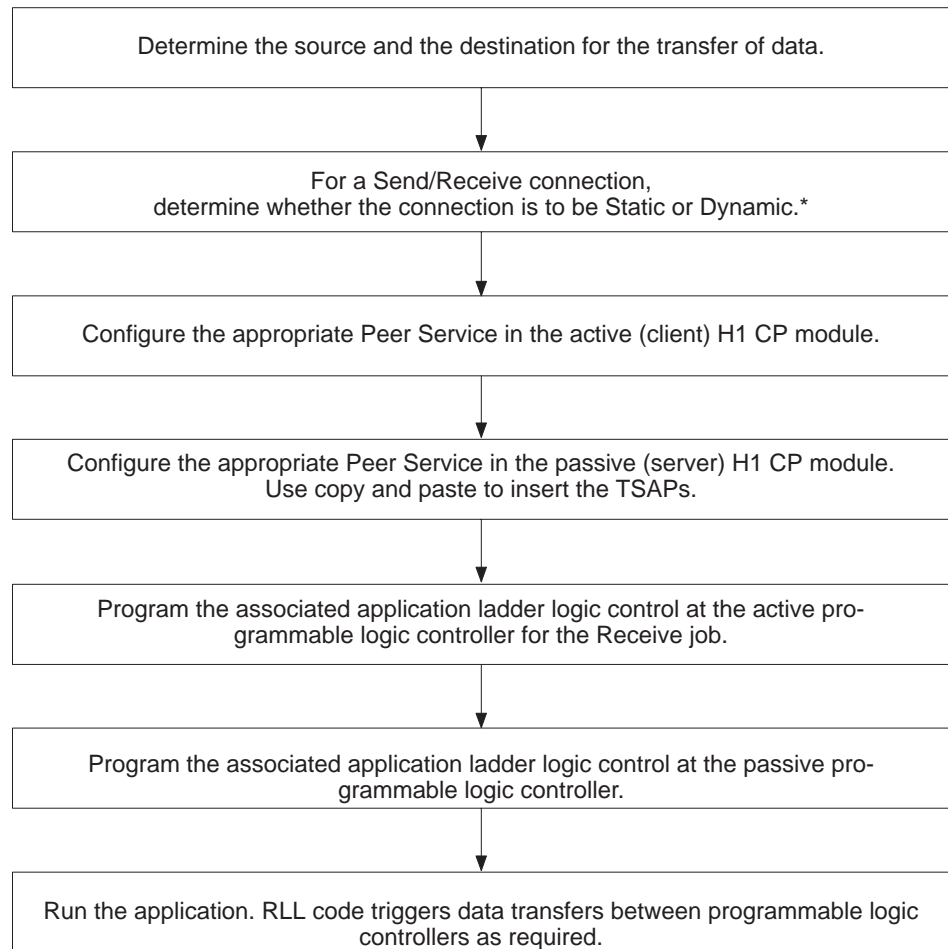 Determine the source and the destination for the transfer of data.
For a Send/Receive connection,
determine whether the connection is to be Static or Dynamic.*
Configure the appropriate Peer Service in the active (client) H1 CP module.
Configure the appropriate Peer Service in the passive (server) H1 CP module.
Use copy and paste to insert the TSAPs.
Program the associated application ladder logic control at the active pro-
grammable logic controller for the Receive job.
Program the associated application ladder logic control at the passive pro-
grammable logic controller.
Run the application. RLL code triggers data transfers between programmable logic
controllers as required.